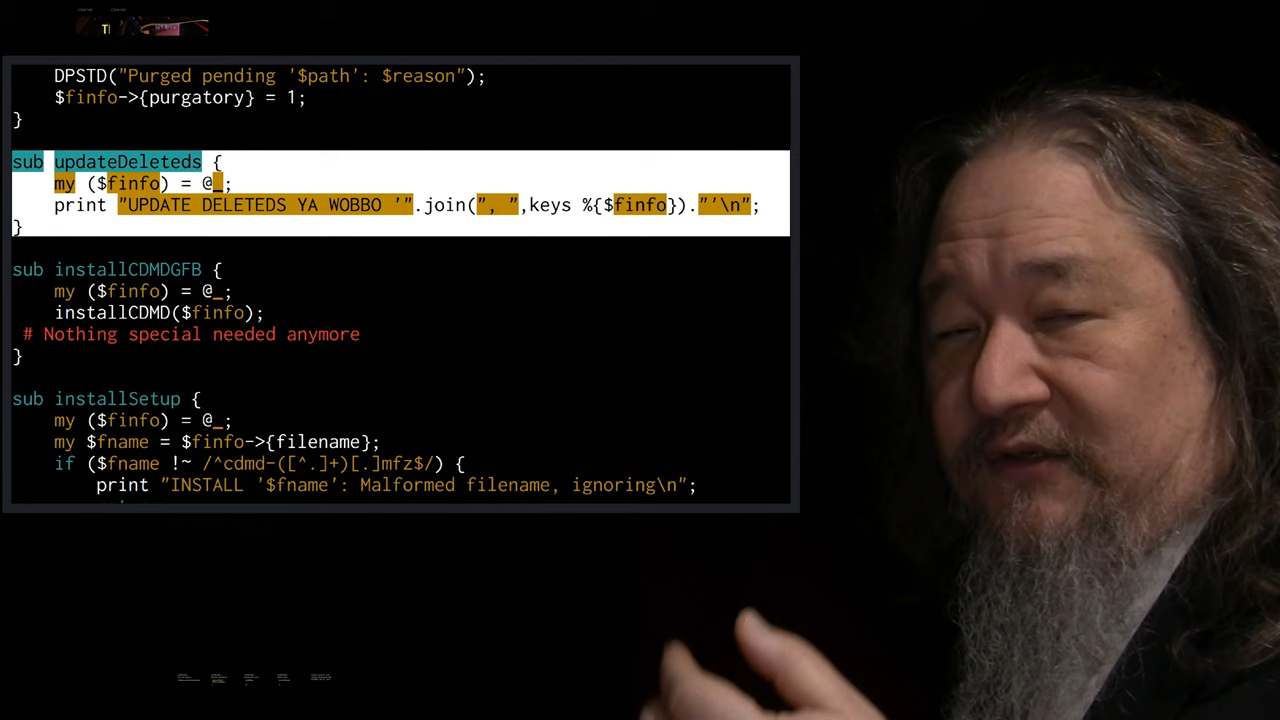 DPSTD("Purged pending '$path': $reason");
$finfo->{purgatory} = 1;
}
sub updateDeleteds {
my ($finfo) = @_;
print "UPDATE DELETEDS YA WOBBO '".join(", ",keys %{$finfo})."'\n";
}
sub installCDMDGFB {
my ($finfo) = @_;
installCDMD($finfo);
# Nothing special needed anymore
}
sub installSetup {
my ($finfo) = @_;
my $fname = $finfo->{filename};
if ($fname !~ /^cdmd-([^.]+)[.]mfz$/) {
print "INSTALL '$fname': Malformed filename, ignoring\n";